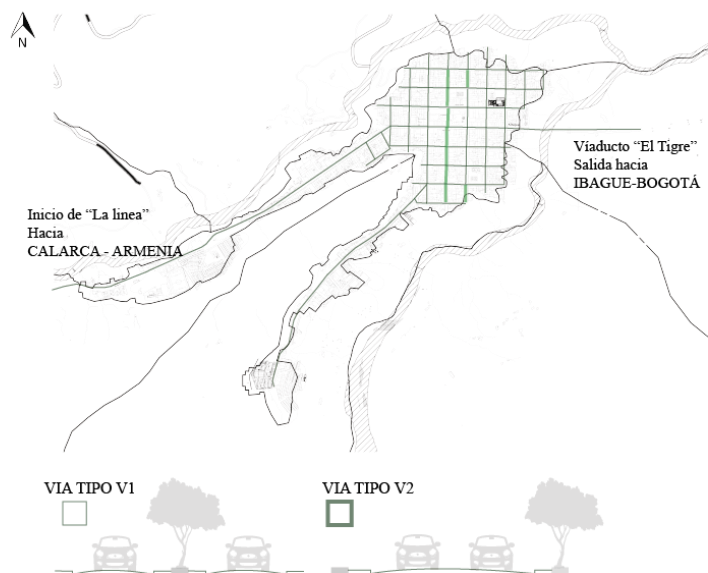 N
Víaducto “El Tigre”
Salida hacia
IBAGUE-BOGOTÁ
Inicio de “La linea”
Hacia
CALARCA - ARMENIA
VIA TIPO V1
VIA TIPO V2